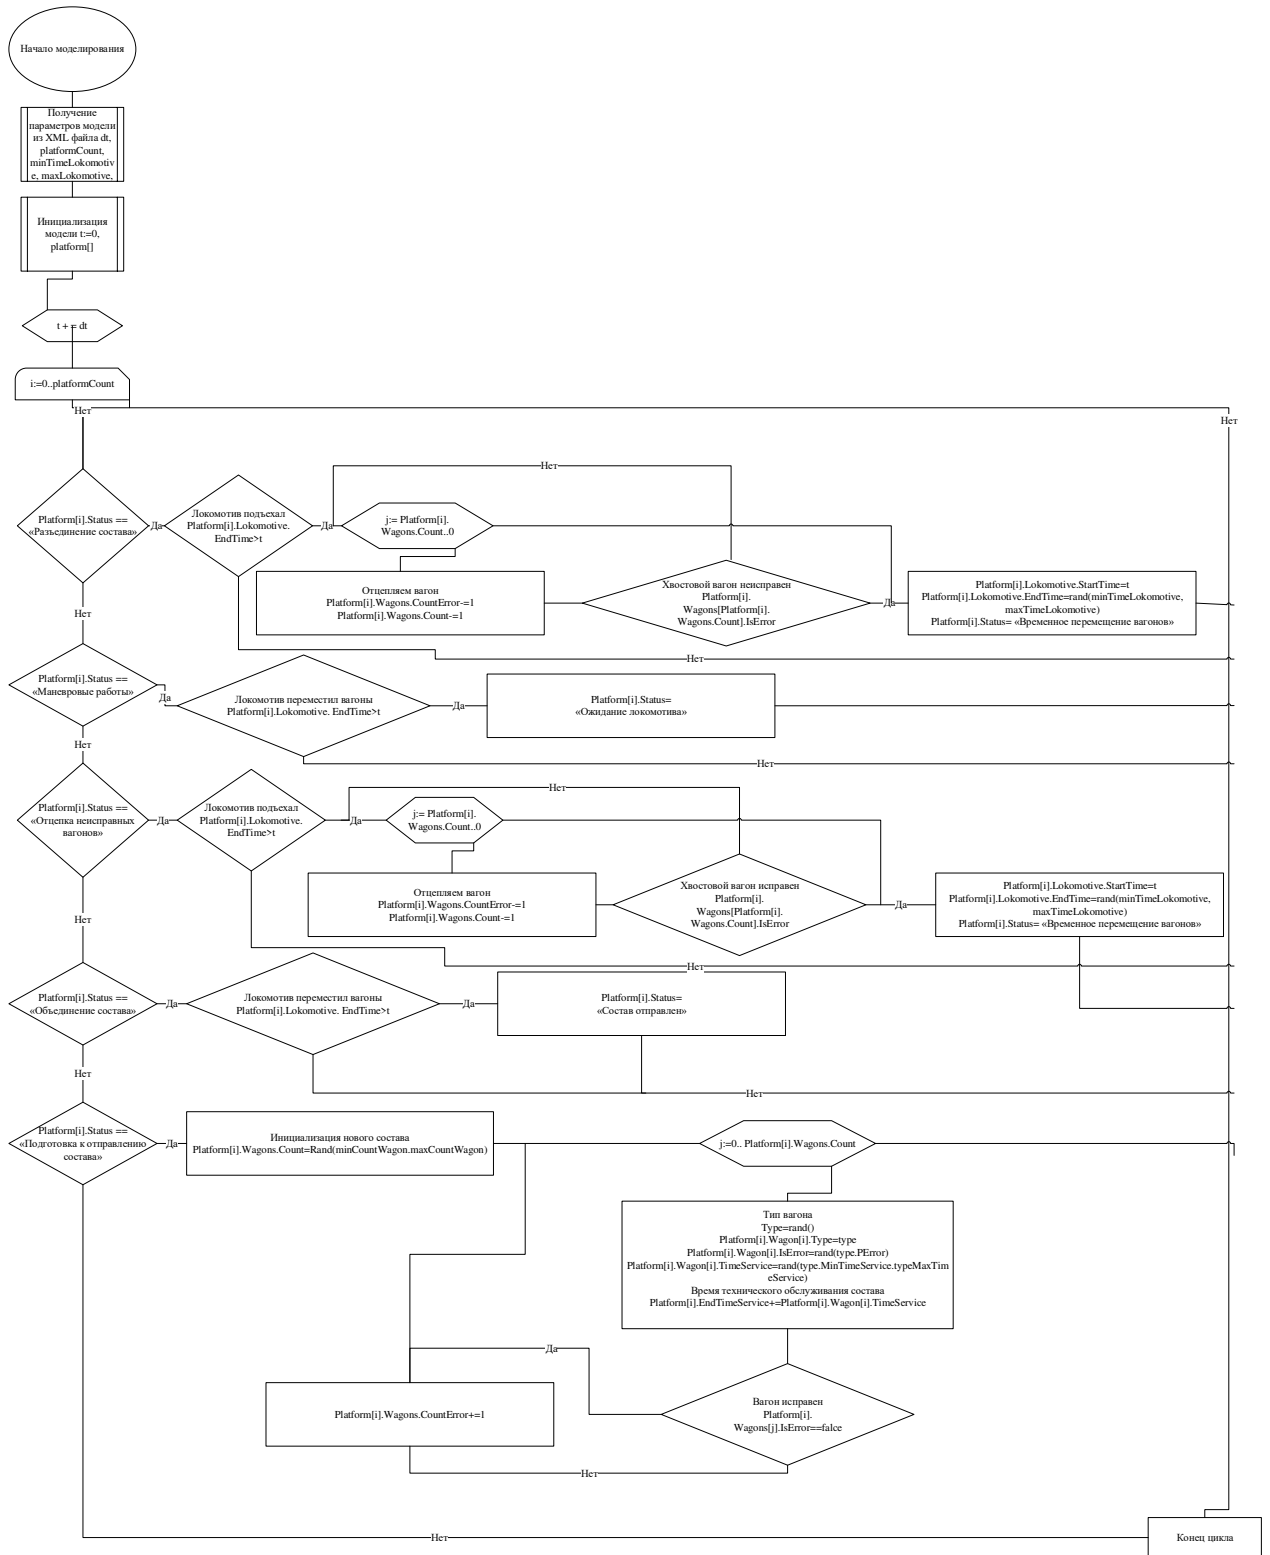 Начало моделирования
Получение
параметров модели
из XML файла dt,
platformCount,
minTimeLokomotiv
e, maxLokomotive,
Инициализация
модели t:=0,
platform[]
t + = dt
i:=0..platformCount
Нет
Нет
Нет
Platform[i].Status ==
«Разъединение состава»
Да
Локомотив подъехал
Platform[i].Lokomotive.
EndTime>t
Да
j:= Platform[i].
Wagons.Count..0
Отцепляем вагон
Platform[i].Wagons.CountError-=1
Platform[i].Wagons.Count-=1
Хвостовой вагон неисправен
Platform[i].
Wagons[Platform[i].
Wagons.Count].IsError
Да
Platform[i].Lokomotive.StartTime=t
Platform[i].Lokomotive.EndTime=rand(minTimeLokomotive,
maxTimeLokomotive)
Platform[i].Status= «Временное перемещение вагонов»
Нет
Нет
Platform[i].Status ==
«Маневровые работы»
Да
Локомотив переместил вагоны
Platform[i].Lokomotive. EndTime>t
Да
Platform[i].Status=
«Ожидание локомотива»
Нет
Нет
Нет
Platform[i].Status ==
«Отцепка неисправных
вагонов»
Да
Локомотив подъехал
Platform[i].Lokomotive.
EndTime>t
Да
j:= Platform[i].
Wagons.Count..0
Отцепляем вагон
Platform[i].Wagons.CountError-=1
Platform[i].Wagons.Count-=1
Хвостовой вагон исправен
Platform[i].
Wagons[Platform[i].
Wagons.Count].IsError
Да
Platform[i].Lokomotive.StartTime=t
Platform[i].Lokomotive.EndTime=rand(minTimeLokomotive,
maxTimeLokomotive)
Platform[i].Status= «Временное перемещение вагонов»
Нет
Нет
Platform[i].Status ==
«Объединение состава»
Да
Локомотив переместил вагоны
Platform[i].Lokomotive. EndTime>t
Да
Platform[i].Status=
«Состав отправлен»
Нет
Нет
Platform[i].Status ==
«Подготовка к отправлению
состава»
Да
Инициализация нового состава
Platform[i].Wagons.Count=Rand(minCountWagon.maxCountWagon)
j:=0.. Platform[i].Wagons.Count
Тип вагона
Type=rand()
Platform[i].Wagon[i].Type=type
Platform[i].Wagon[i].IsError=rand(type.PError)
Platform[i].Wagon[i].TimeService=rand(type.MinTimeService.typeMaxTim
eService)
Время технического обслуживания состава
Platform[i].EndTimeService+=Platform[i].Wagon[i].TimeService
Да
Platform[i].Wagons.CountError+=1
Вагон исправен
Platform[i].
Wagons[j].IsError==falce
Нет
Нет
Конец цикла